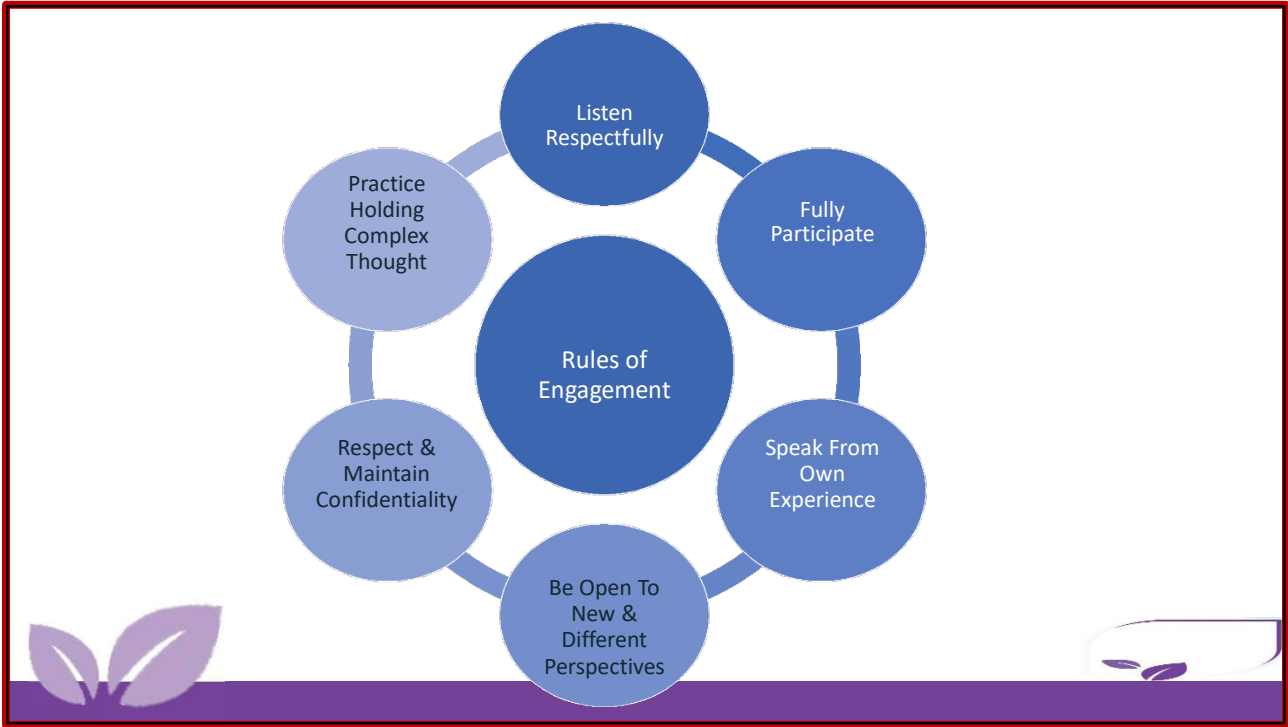 Listen
Respectfully
Fully
Participate
Speak From
Own
Experience
Be Open To
New &
Different
Perspectives
Respect &
Maintain
Confidentiality
Practice
Holding
Complex
Thought
Rules of
Engagement